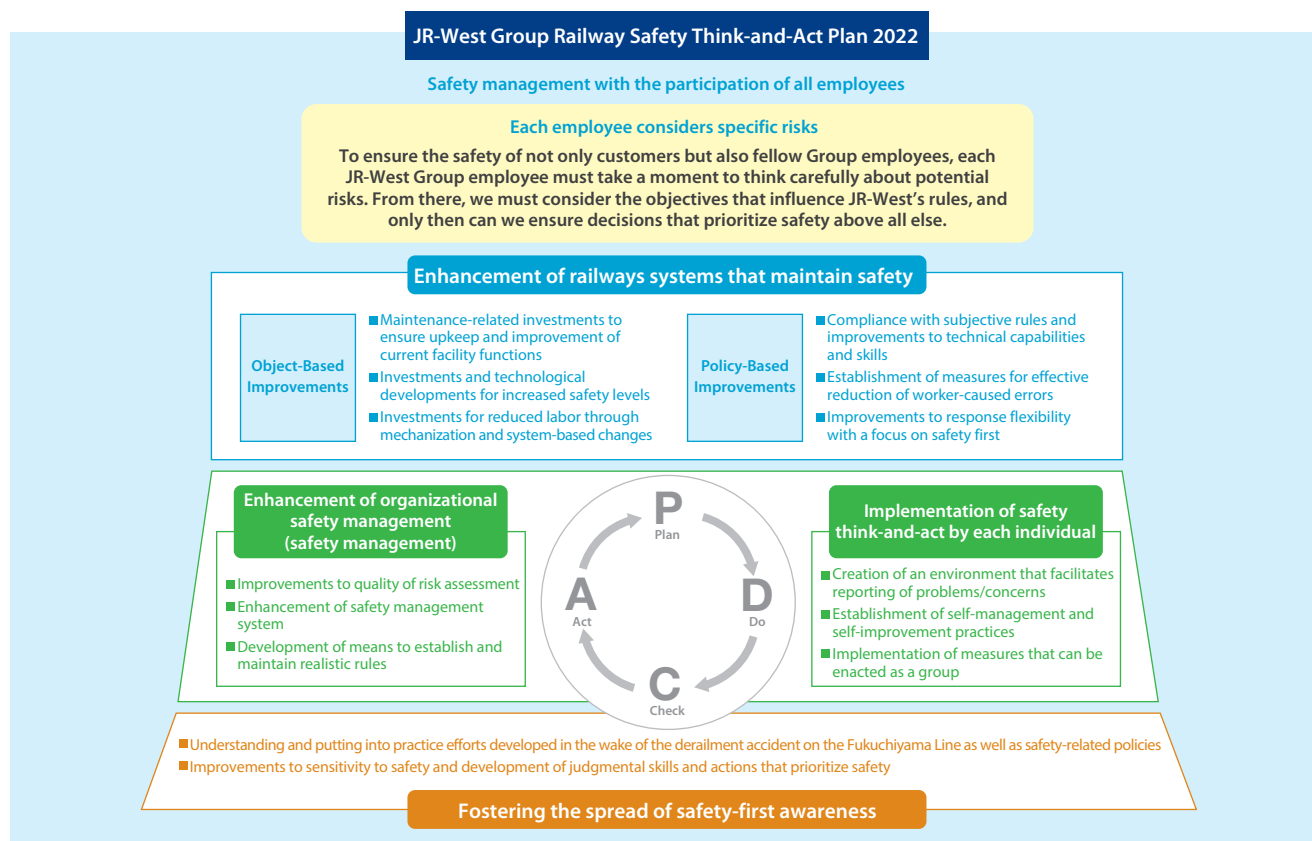 JR-West Group Railway Safety Think-and-Act Plan 2022
Safety management with the participation of all employees
Each employee considers specific risks
To ensure the safety of not only customers but also fellow Group employees, each
JR-West Group employee must take a moment to think carefully about potential
risks. From there, we must consider the objectives that influence JR-West's rules, and
only then can we ensure decisions that prioritize safety above all else.
Enhancement of railways systems that maintain safety
Object-Based
Improvements
■Maintenance-related investments to
ensure upkeep and improvement of
current facility functions
■Investments and technological
developments for increased safety levels
■Investments for reduced labor through
mechanization and system-based changes
Policy-Based
Improvements
■Compliance with subjective rules and
improvements to technical capabilities
and skills
■Establishment of measures for effective
reduction of worker-caused errors
■Improvements to response flexibility
with a focus on safety first
Enhancement of organizational
safety management
(safety management)
■Improvements to quality of risk assessment
■Enhancement of safety management
system
■Development of means to establish and
maintain realistic rules
P
Plan
D
Do
C
Check
A
Act
Implementation of safety
think-and-act by each individual
■Creation of an environment that facilitates
reporting of problems/concerns
■Establishment of self-management and
self-improvement practices
■Implementation of measures that can be
enacted as a group
■Understanding and putting into practice efforts developed in the wake of the derailment accident on the Fukuchiyama Line as well as safety-related policies
■Improvements to sensitivity to safety and development of judgmental skills and actions that prioritize safety
Fostering the spread of safety-first awareness